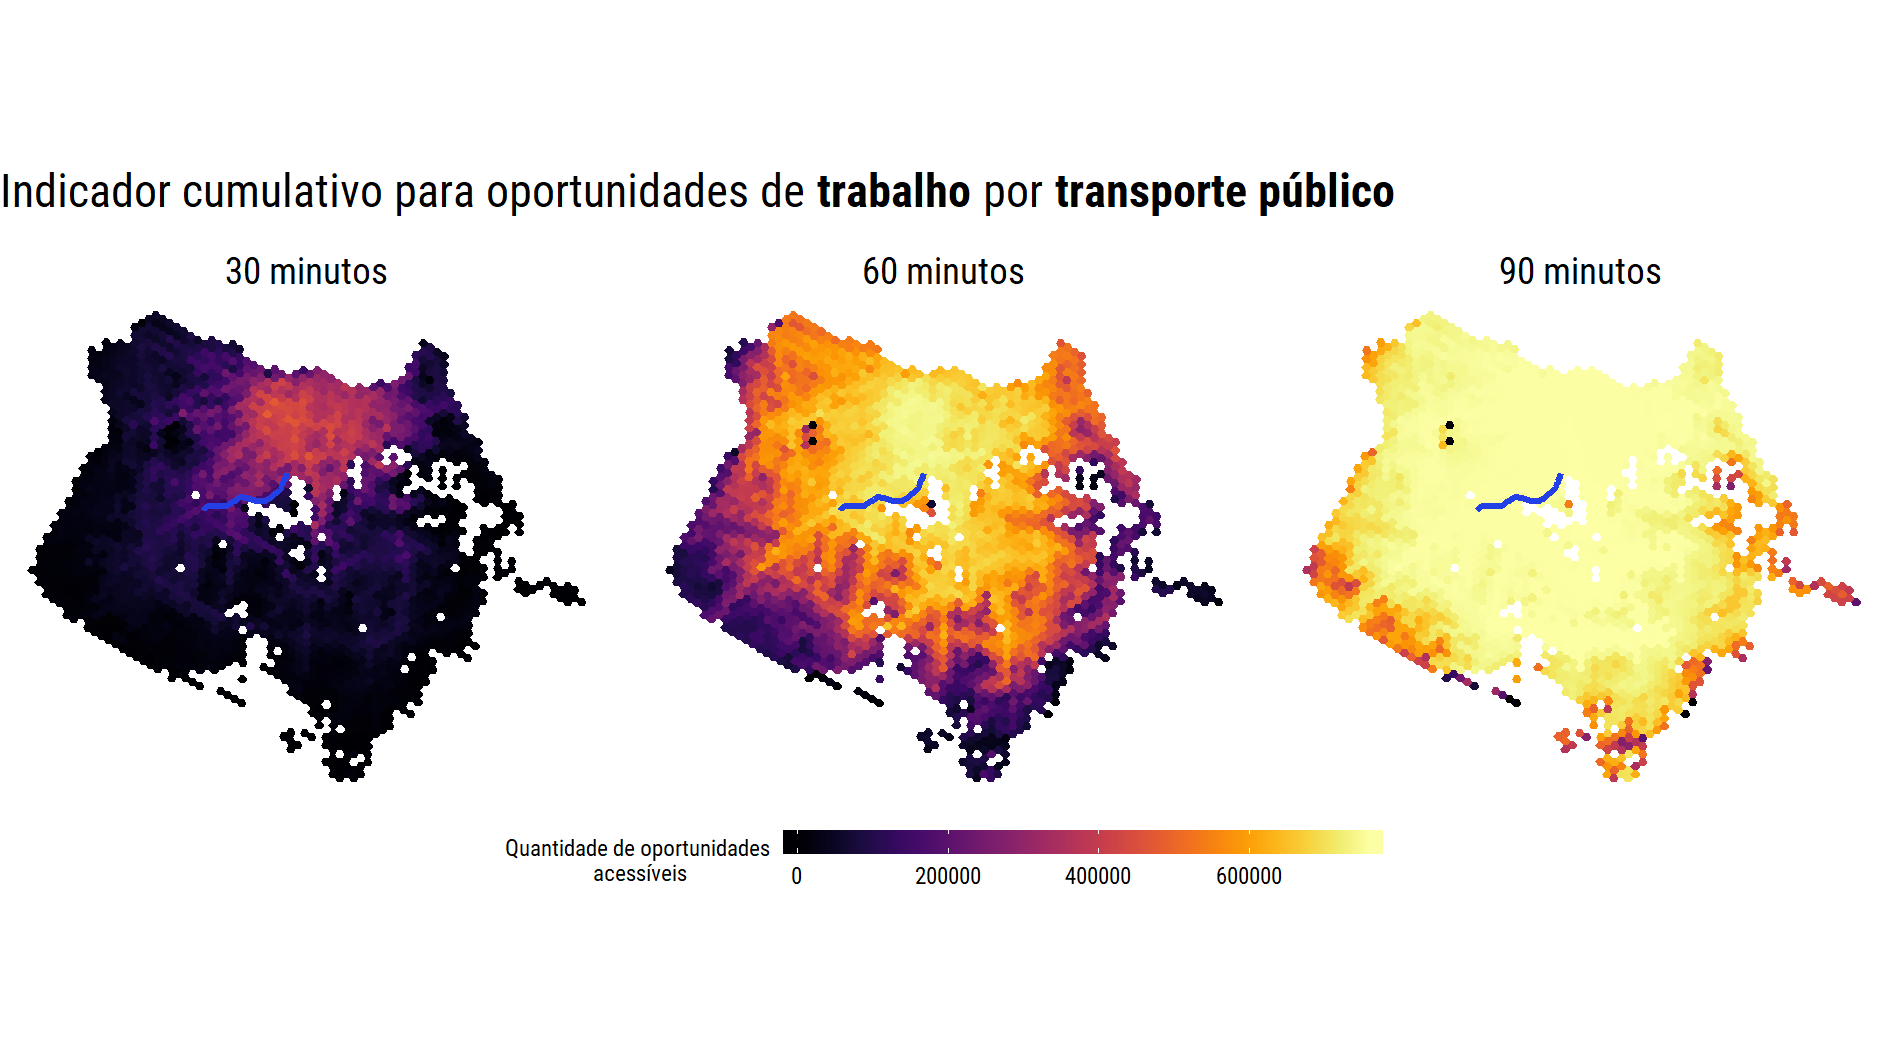 Indicador cumulativo para oportunidades de trabalho por transporte público
30 minutos
60 minutos
90 minutos
Quantidade de oportunidades
acessíveis
0
200000
400000
600000